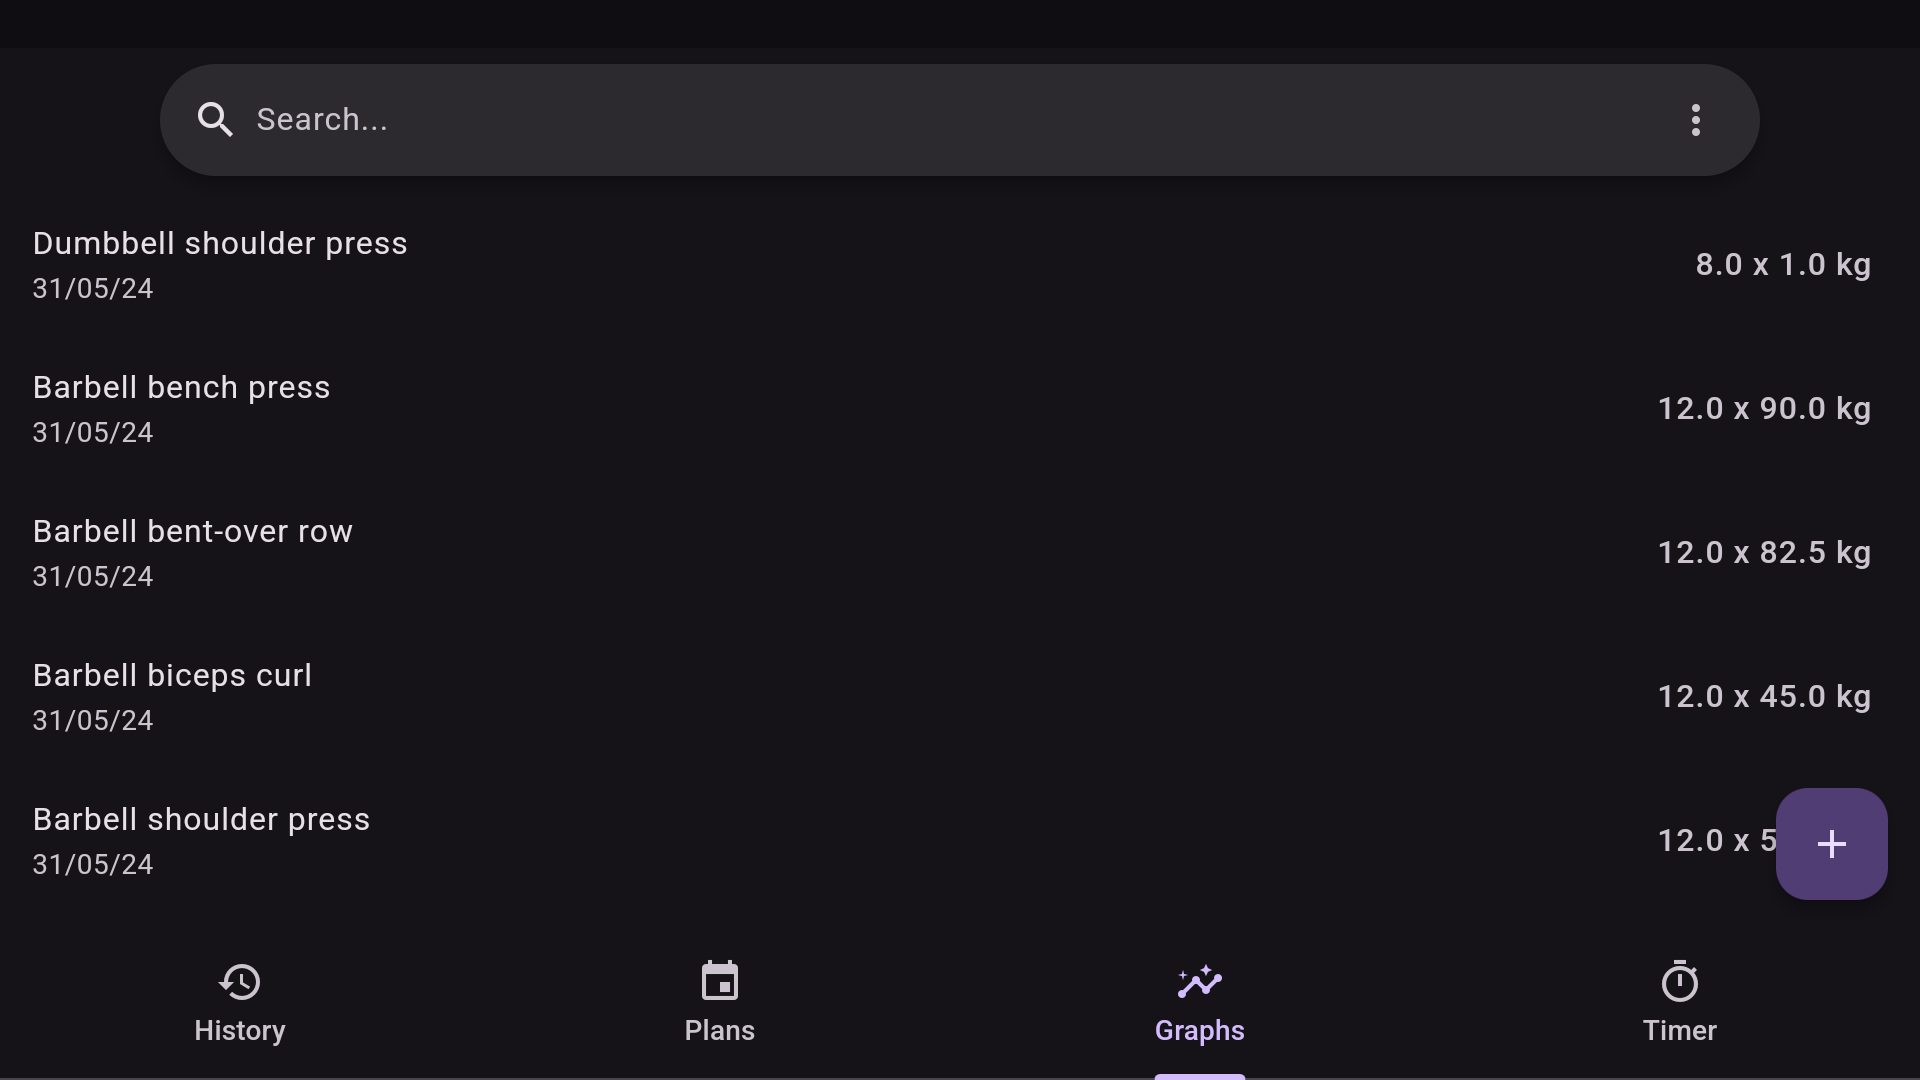 Search...
Dumbbell shoulder press
31/05/24
8.0 x 1.0 kg
Barbell bench press
31/05/24
12.0 x 90.0 kg
Barbell bent-over row
31/05/24
12.0 x 82.5 kg
Barbell biceps curl
31/05/24
12.0 x 45.0 kg
Barbell shoulder press
31/05/24
12.0 x 5
History
Plans
Graphs
Timer